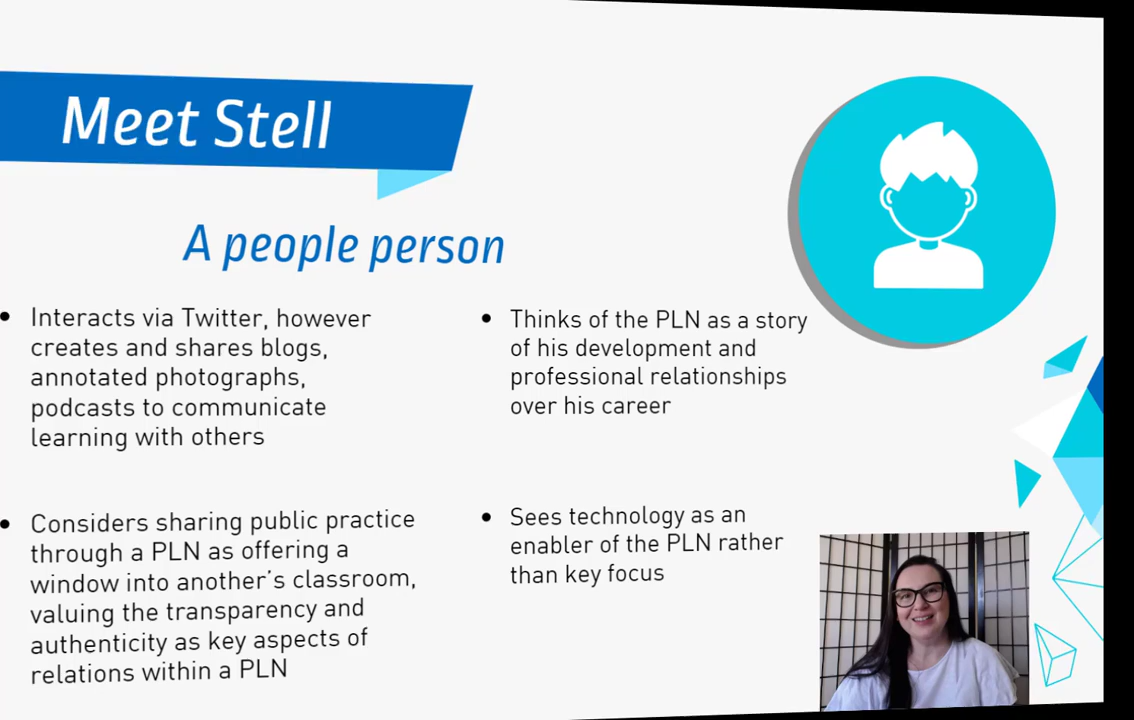 Meet Stell
A people person
Interacts via Twitter, however
creates and shares blogs,
annotated photographs,
podcasts to communicate
learning with others
Considers sharing public practice
through a PLN as offering a
window into another's classroom,
valuing the transparency and
authenticity as key aspects of
relations within a PLN
Thinks of the PLN as a story
of his development and
professional relationships
over his career
Sees technology as an
enabler of the PLN rather
than key focus